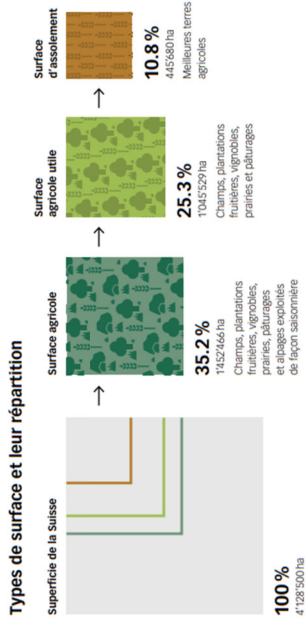 Types de surface et leur répartition
Superficie de la Suisse
100 %
4'128'500 ha
Surface agricole
35.2 %
1'452'466 ha
Champs, plantations
fruitières, vignobles,
prairies, pâturages
et alpages exploités
de façon saisonnière
Surface
agricole utile
25.3 %
1'045'529 ha
Champs, plantations
fruitières, vignobles,
prairies et pâturages
Surface
d'assolement
10.8 %
445'680 ha
Meilleures terres
agricoles